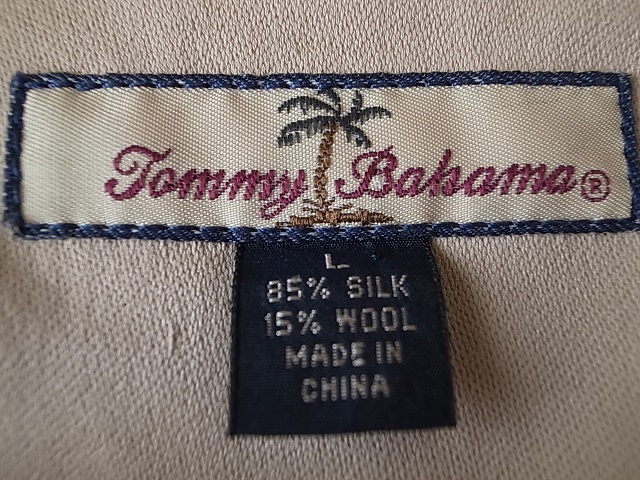 Tommy Bahama®
L
85% SILK
15% WOOL
MADE IN
CHINA